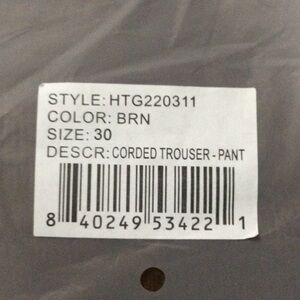 STYLE: HTG220311
COLOR: BRN
SIZE: 30
DESCR: CORDED TROUSER - PANT
8 40249 53422 1